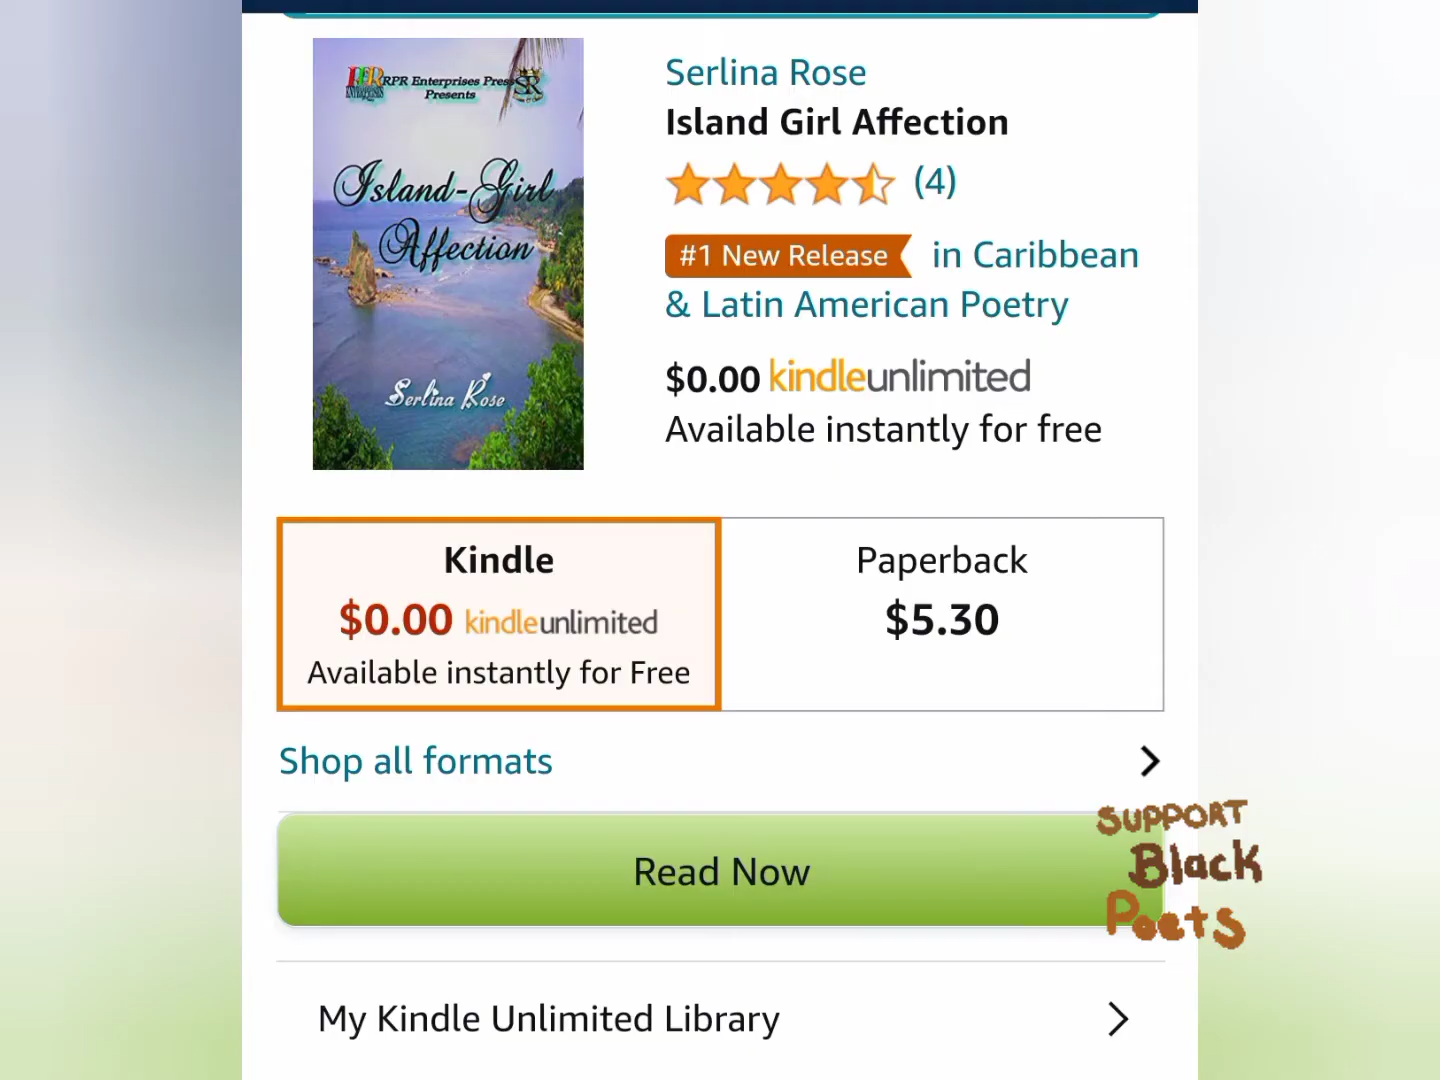 RPR Enterprises Press
Presents
SR
Island-Girl
Affection
Serlina Rose
Serlina Rose
Island Girl Affection
(4)
#1 New Release in Caribbean
& Latin American Poetry
$0.00 kindleunlimited
Available instantly for free
Kindle
$0.00 kindleunlimited
Available instantly for Free
Paperback
$5.30
Shop all formats
Read Now
SUPPORT
Black
Poets
My Kindle Unlimited Library